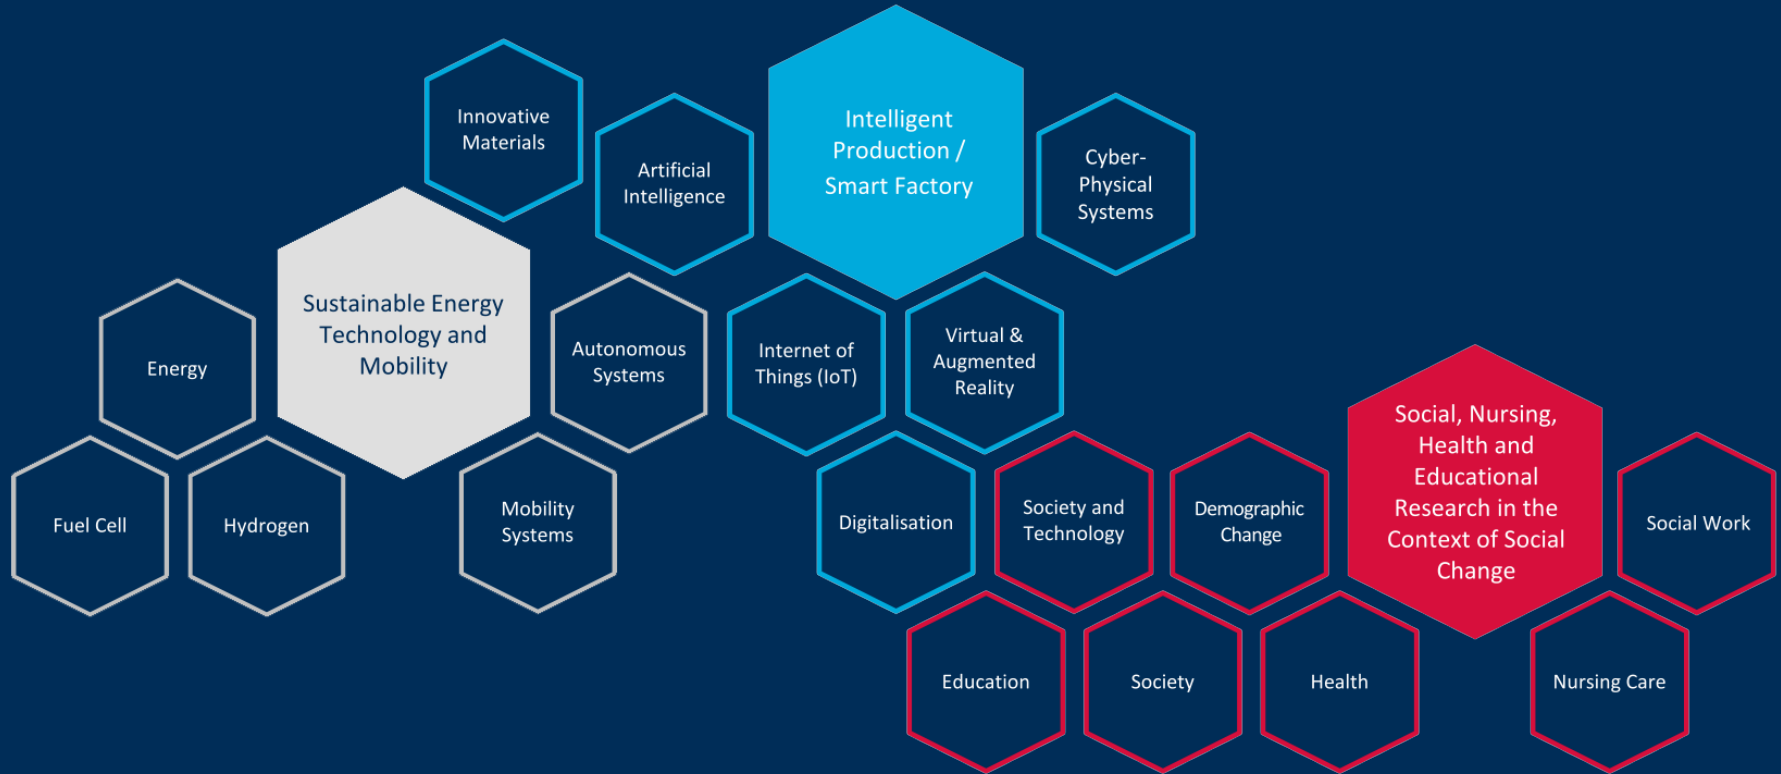 Innovative
Materials
Artificial
Intelligence
Intelligent
Production /
Smart Factory
Cyber-
Physical
Systems
Sustainable Energy
Technology and
Mobility
Energy
Autonomous
Systems
Internet of
Things (IoT)
Virtual &
Augmented
Reality
Fuel Cell
Hydrogen
Mobility
Systems
Digitalisation
Society and
Technology
Demographic
Change
Social, Nursing,
Health and
Educational
Research in the
Context of Social
Change
Social Work
Education
Society
Health
Nursing Care